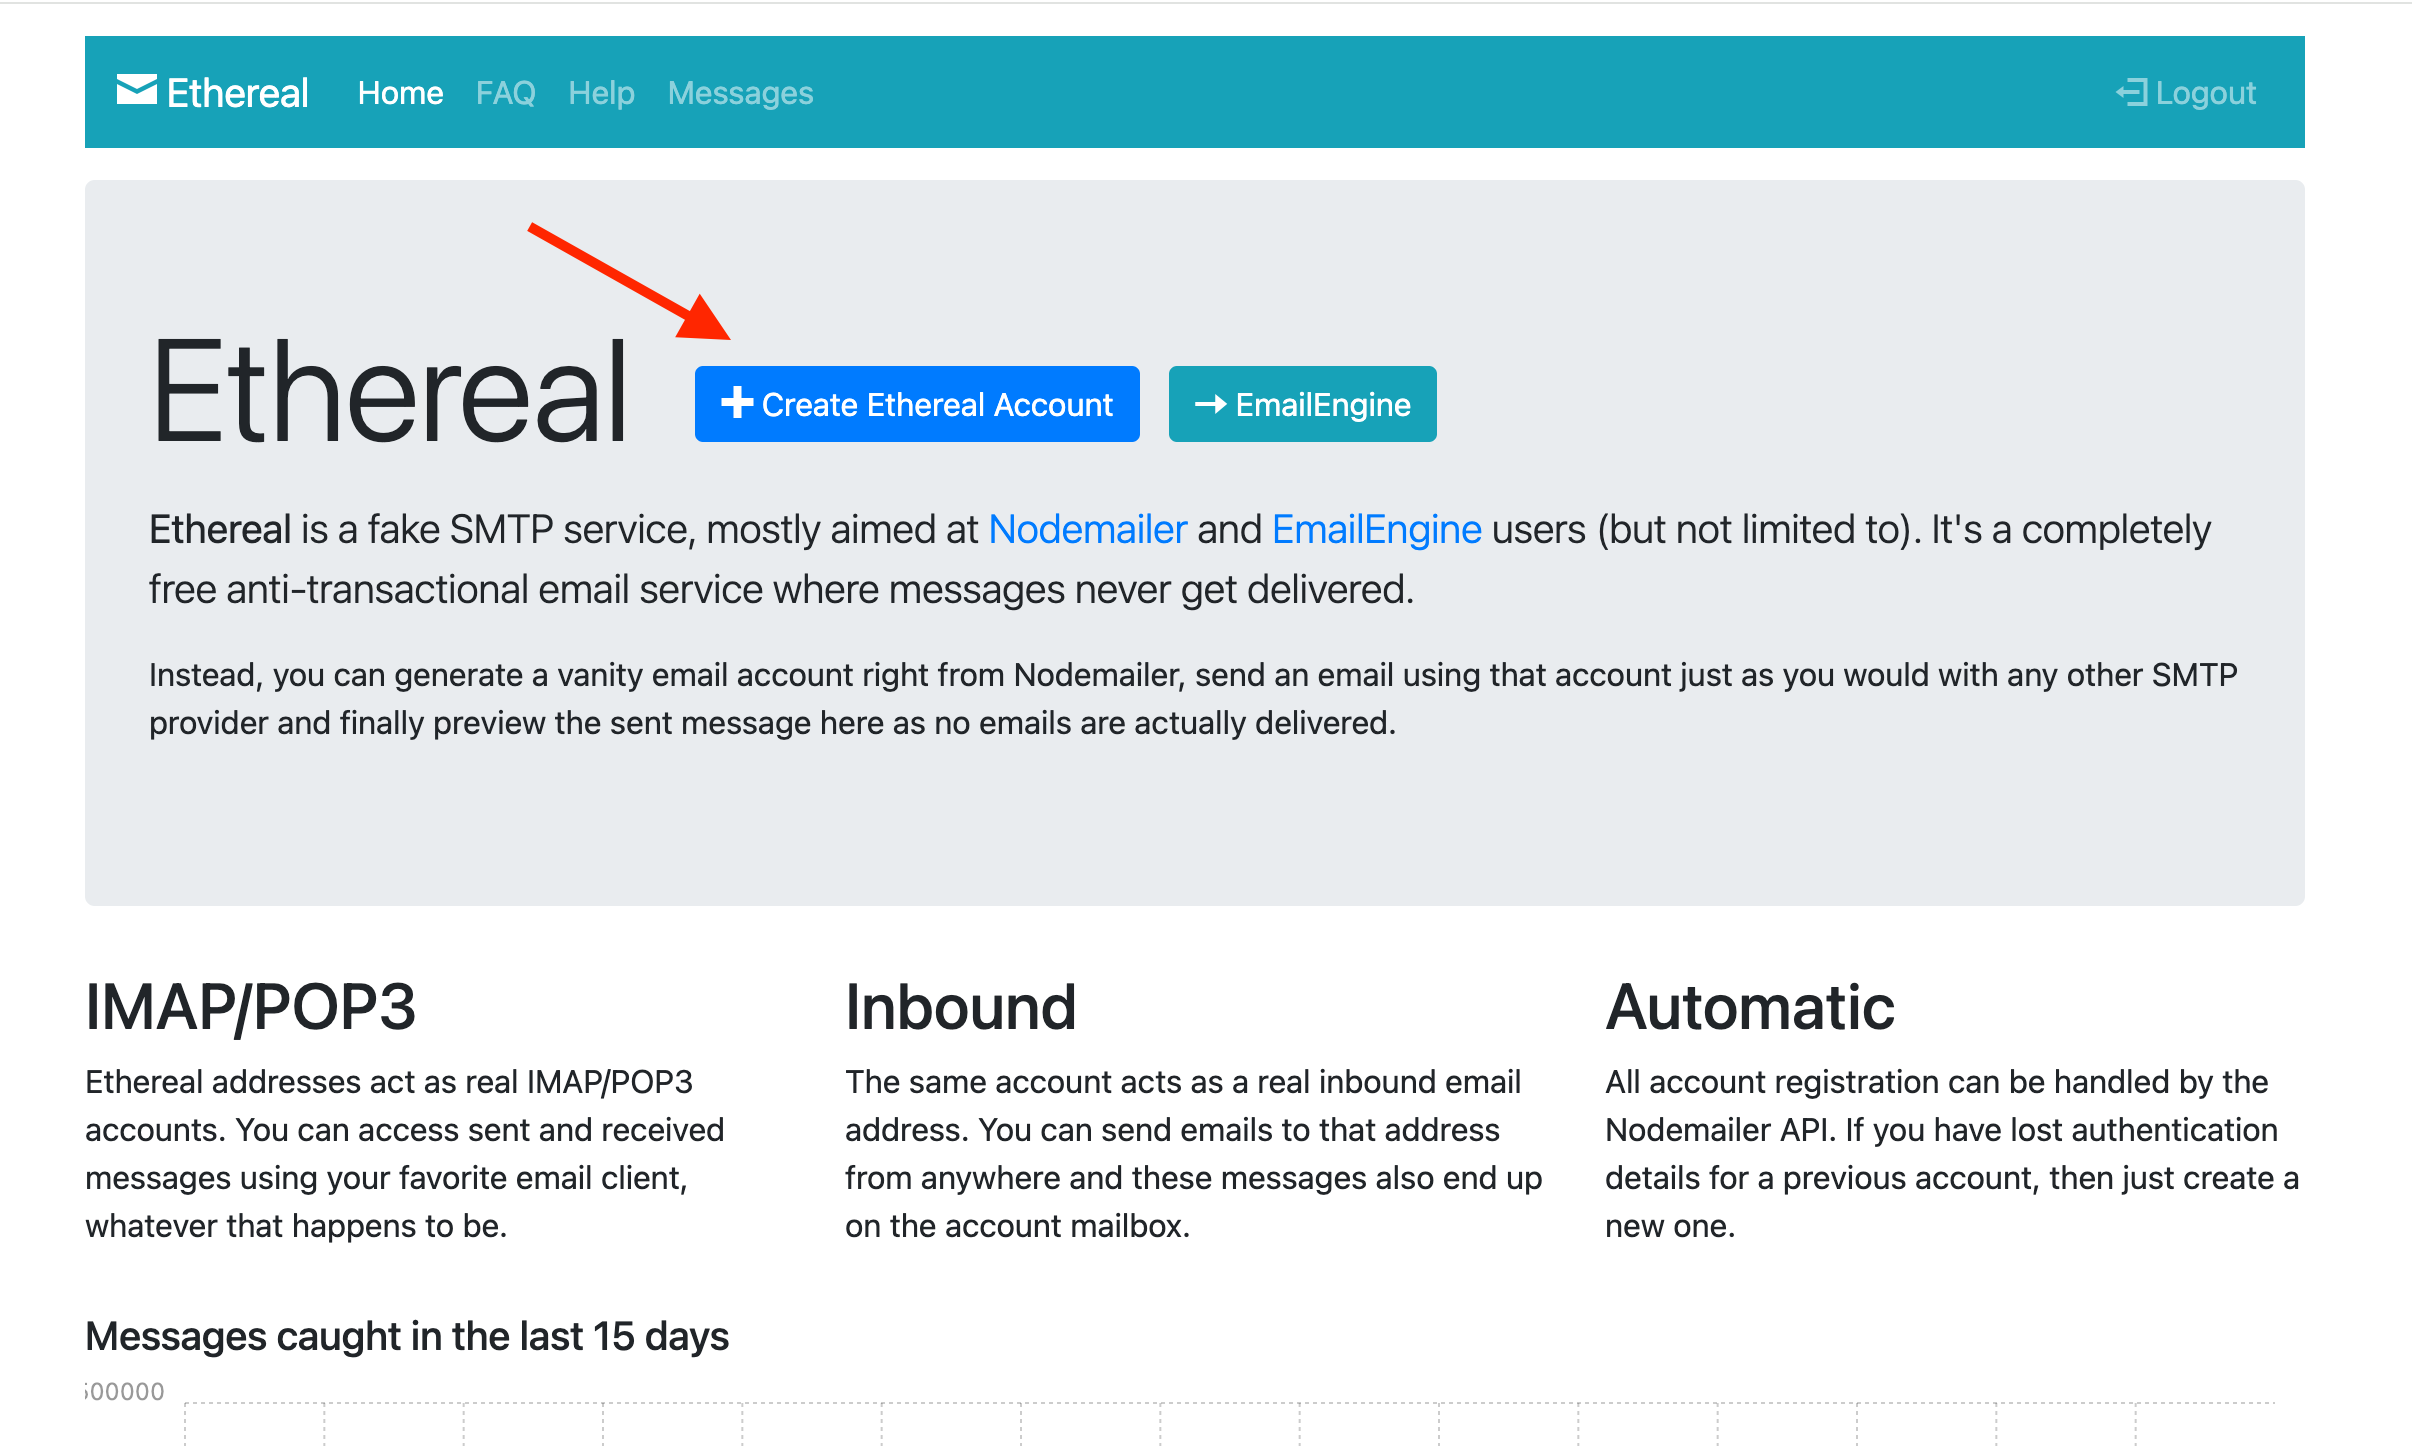 Ethereal Home FAQ Help Messages Logout
Ethereal Create Ethereal Account EmailEngine
Ethereal is a fake SMTP service, mostly aimed at Nodemailer and EmailEngine users (but not limited to). It's a completely
free anti-transactional email service where messages never get delivered.
Instead, you can generate a vanity email account right from Nodemailer, send an email using that account just as you would with any other SMTP
provider and finally preview the sent message here as no emails are actually delivered.
IMAP/POP3
Ethereal addresses act as real IMAP/POP3
accounts. You can access sent and received
messages using your favorite email client,
whatever that happens to be.
Inbound
The same account acts as a real inbound email
address. You can send emails to that address
from anywhere and these messages also end up
on the account mailbox.
Automatic
All account registration can be handled by the
Nodemailer API. If you have lost authentication
details for a previous account, then just create a
new one.
Messages caught in the last 15 days